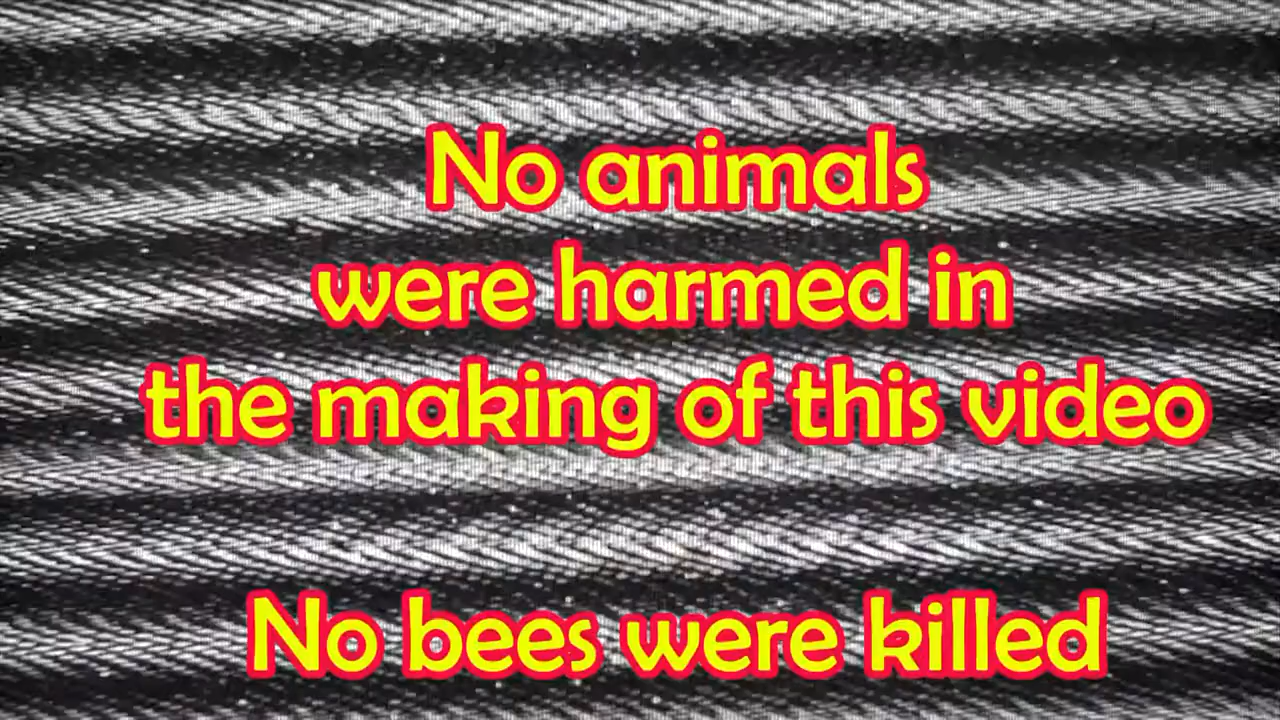 No animals
were harmed in
the making of this video
No bees were killed